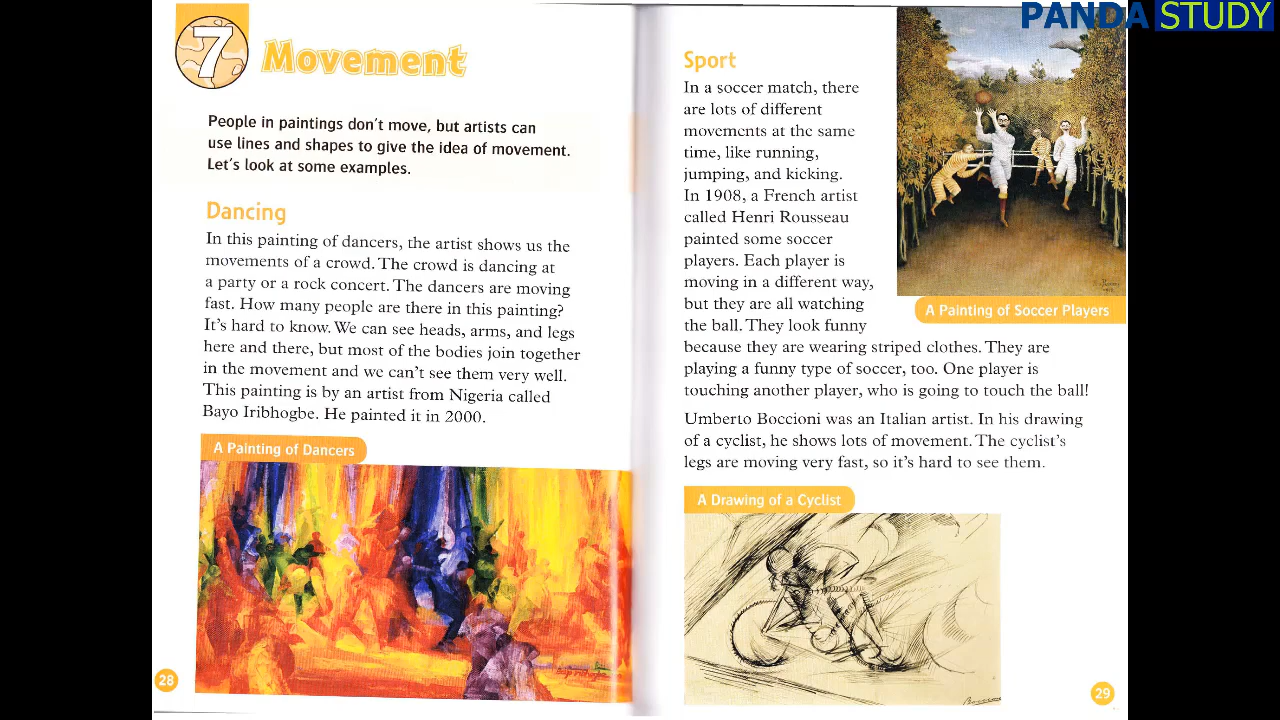 PANDA STUDY
7
Movement
People in paintings don't move, but artists can
use lines and shapes to give the idea of movement.
Let's look at some examples.
Dancing
In this painting of dancers, the artist shows us the
movements of a crowd. The crowd is dancing at
a party or a rock concert. The dancers are moving
fast. How many people are there in this painting?
It's hard to know. We can see heads, arms, and legs
here and there, but most of the bodies join together
in the movement and we can't see them very well.
This painting is by an artist from Nigeria called
Bayo Iribhogbe. He painted it in 2000.
A Painting of Dancers
28
Sport
In a soccer match, there
are lots of different
movements at the same
time, like running,
jumping, and kicking.
In 1908, a French artist
called Henri Rousseau
painted some soccer
players. Each player is
moving in a different way,
but they are all watching
the ball. They look funny
because they are wearing striped clothes. They are
playing a funny type of soccer, too. One player is
touching another player, who is going to touch the ball!
A Painting of Soccer Players
Umberto Boccioni was an Italian artist. In his drawing
of a cyclist, he shows lots of movement. The cyclist's
legs are moving very fast, so it's hard to see them.
A Drawing of a Cyclist
29